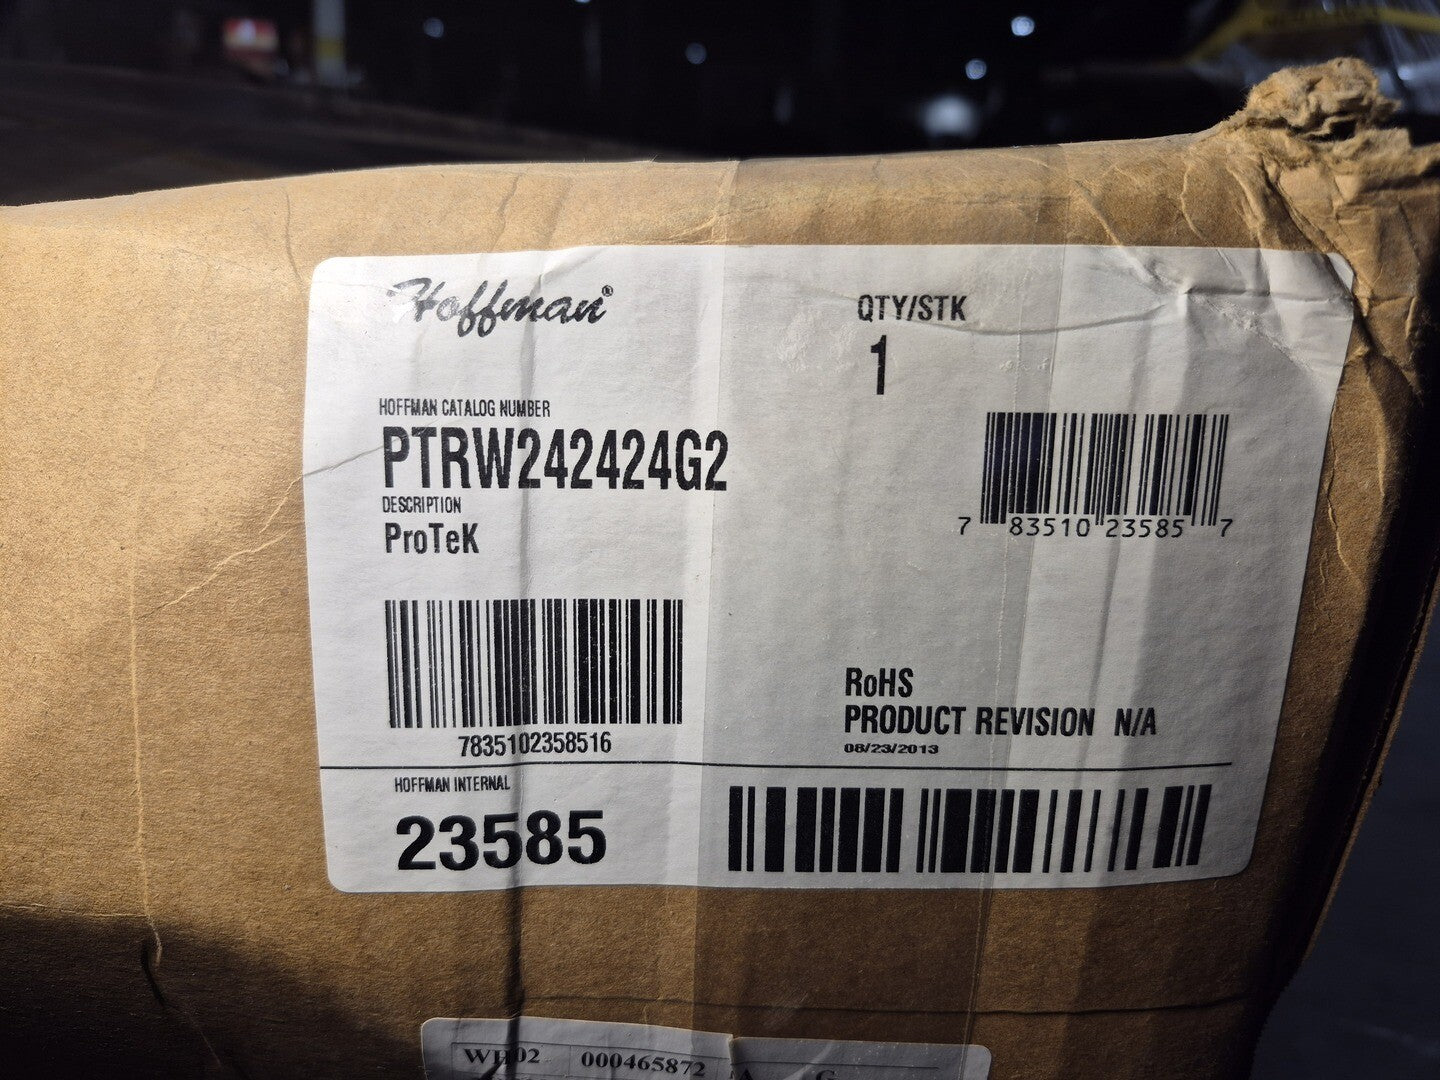 Hoffman®
QTY/STK
1
HOFFMAN CATALOG NUMBER
PTRW242424G2
DESCRIPTION
ProTeK
7 83510 23585 7
7835102358516
RoHS
PRODUCT REVISION N/A
08/23/2013
HOFFMAN INTERNAL
23585
000465872